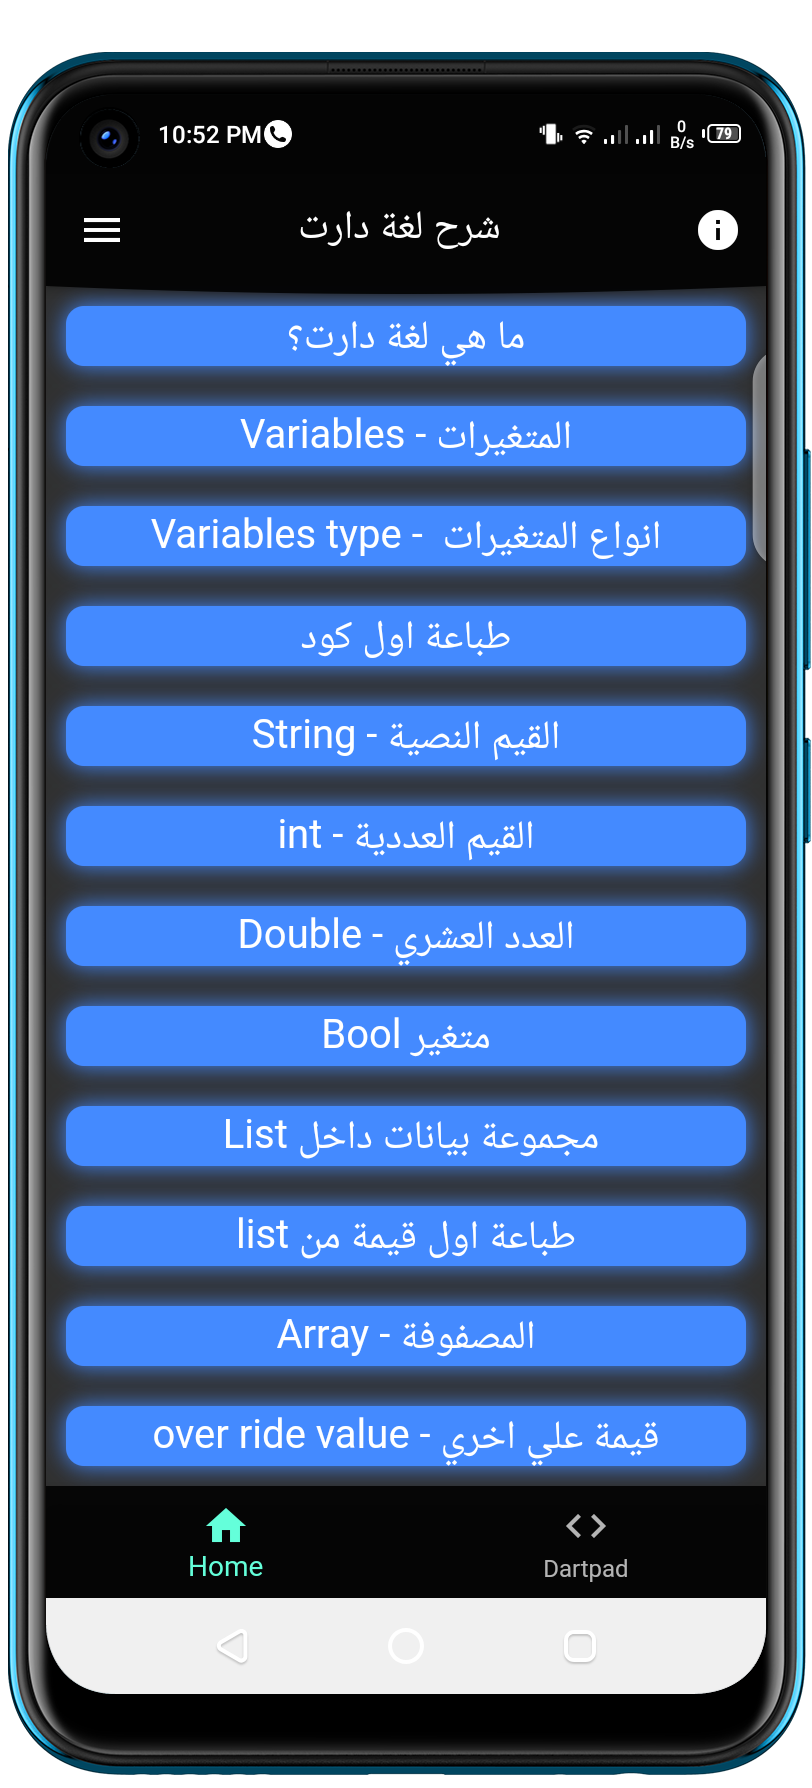 10:52 PM
0 B/s
79
شرح لغة دارت
ما هي لغة دارت؟
المتغيرات - Variables
انواع المتغيرات - Variables type
طباعة اول كود
القيم النصية - String
القيم العددية - int
العدد العشري - Double
متغير Bool
مجموعة بيانات داخل List
طباعة اول قيمة من list
المصفوفة - Array
قيمة علي اخري - over ride value
Home
Dartpad